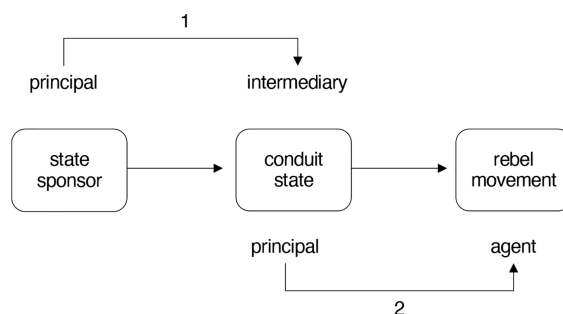 1
principal intermediary
state sponsor
conduit state
rebel movement
principal agent
2